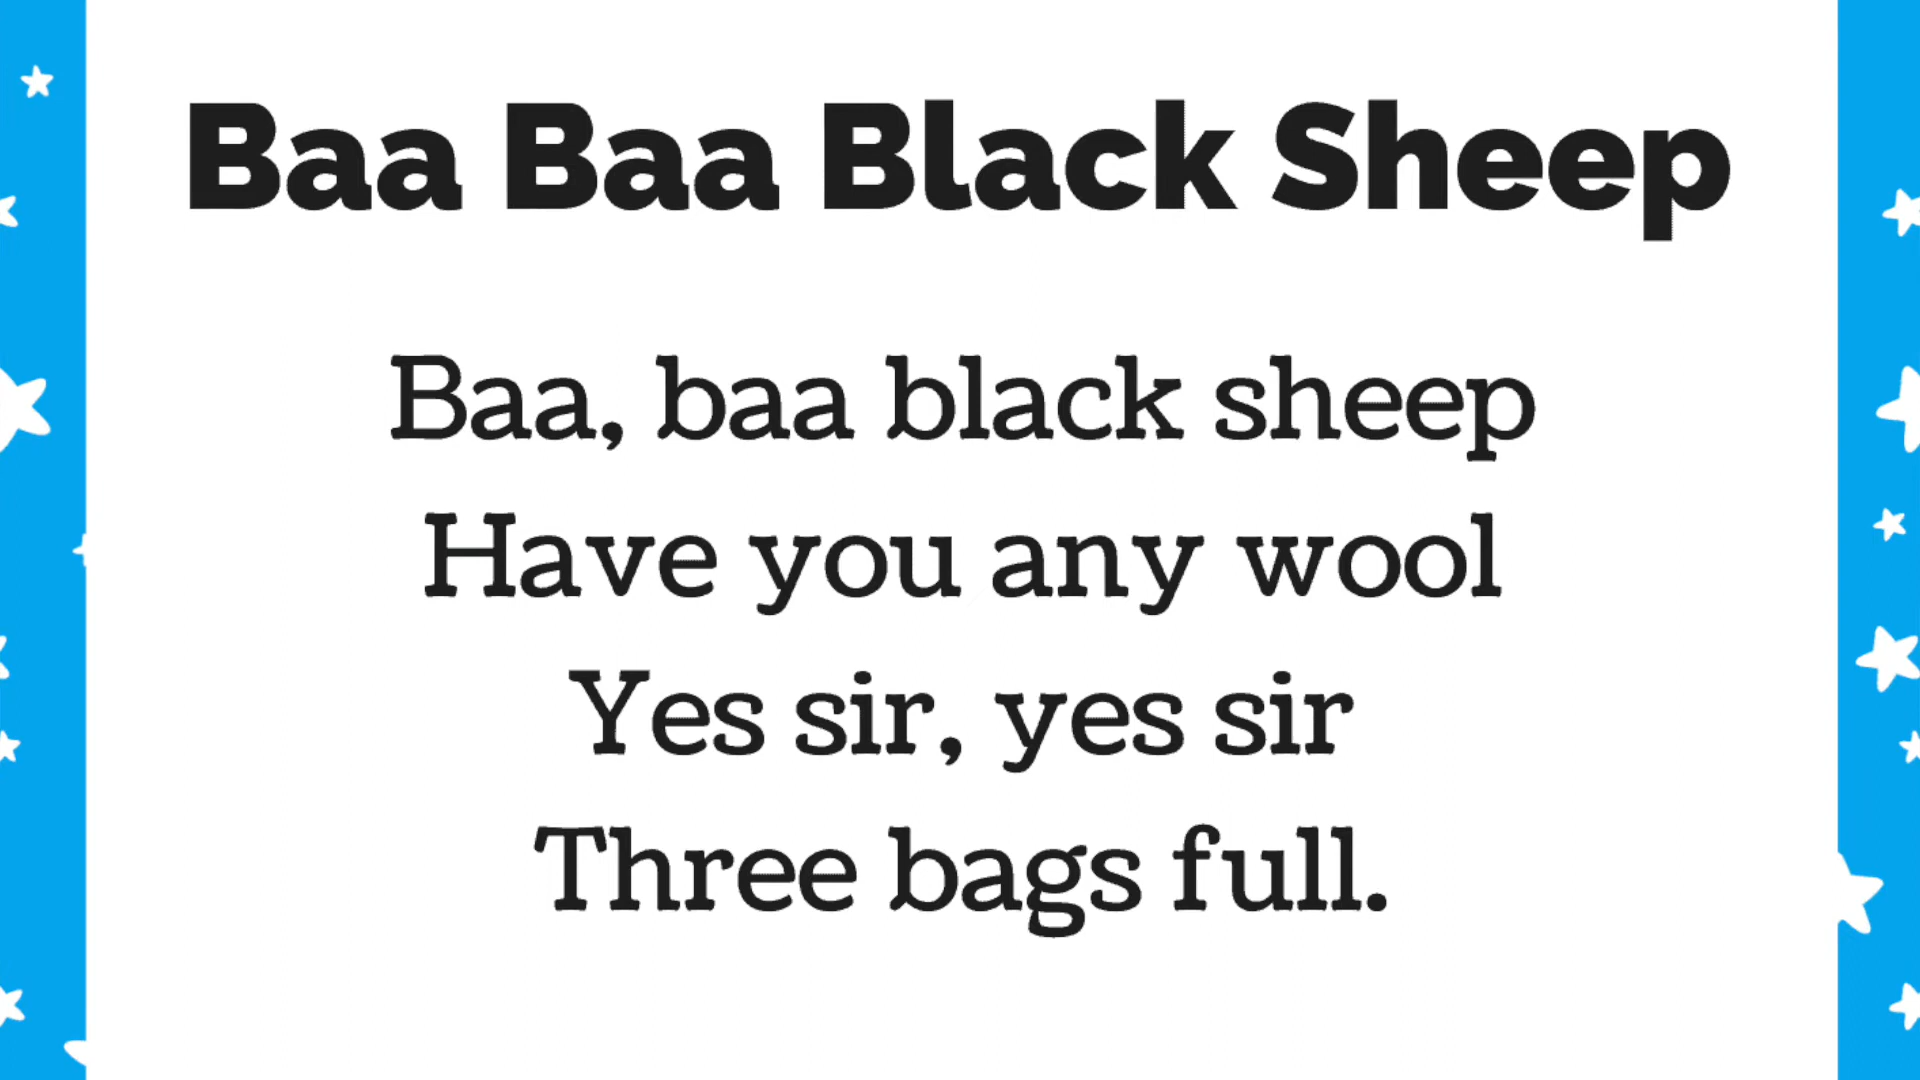 Baa Baa Black Sheep
Baa, baa black sheep
Have you any wool
Yes sir, yes sir
Three bags full.